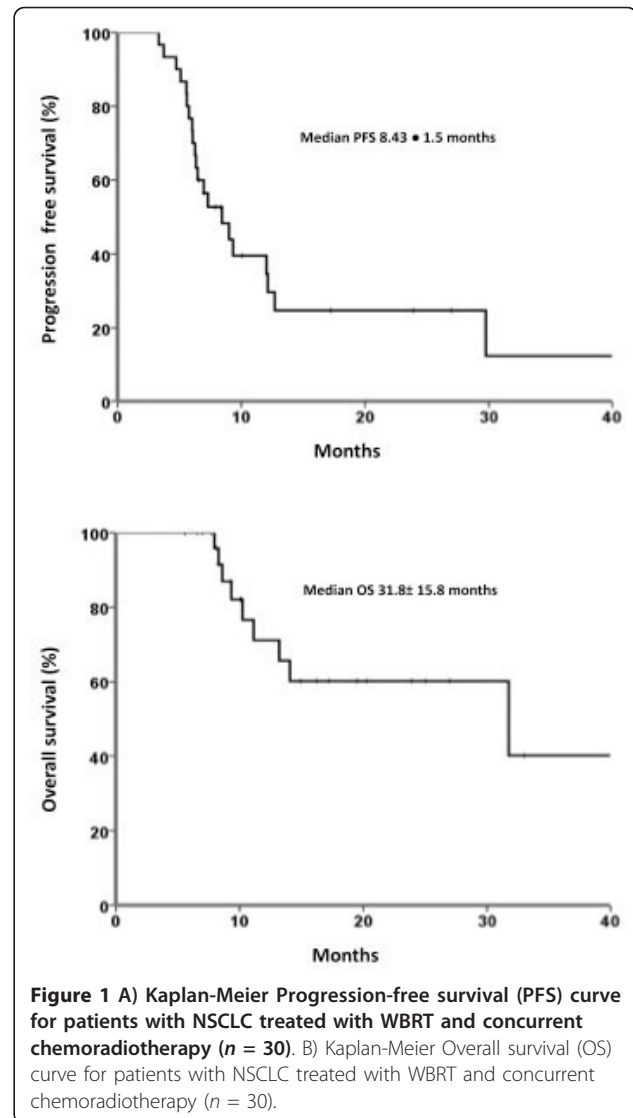 100
80
60
40
20
0
Progression free survival (%)
Median PFS 8.43 • 1.5 months
0 10 20 30 40
Months
100
80
60
40
20
0
Overall survival (%)
Median OS 31.8± 15.8 months
0 10 20 30 40
Months
Figure 1 A) Kaplan-Meier Progression-free survival (PFS) curve
for patients with NSCLC treated with WBRT and concurrent
chemoradiotherapy (n = 30). B) Kaplan-Meier Overall survival (OS)
curve for patients with NSCLC treated with WBRT and concurrent
chemoradiotherapy (n = 30).